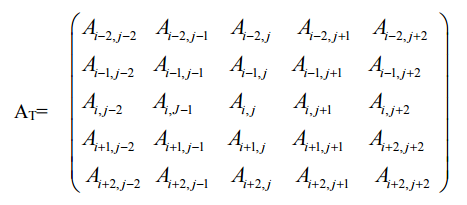 A_{i-2,j-2} A_{i-2,j-1} A_{i-2,j} A_{i-2,j+1} A_{i-2,j+2}
A_{i-1,j-2} A_{i-1,j-1} A_{i-1,j} A_{i-1,j+1} A_{i-1,j+2}
A_T= A_{i,j-2} A_{i,J-1} A_{i,j} A_{i,j+1} A_{i,j+2}
A_{i+1,j-2} A_{i+1,j-1} A_{i+1,j} A_{i+1,j+1} A_{i+2,j+2}
A_{i+2,j-2} A_{i+2,j-1} A_{i+2,j} A_{i+2,j+1} A_{i+2,j+2}